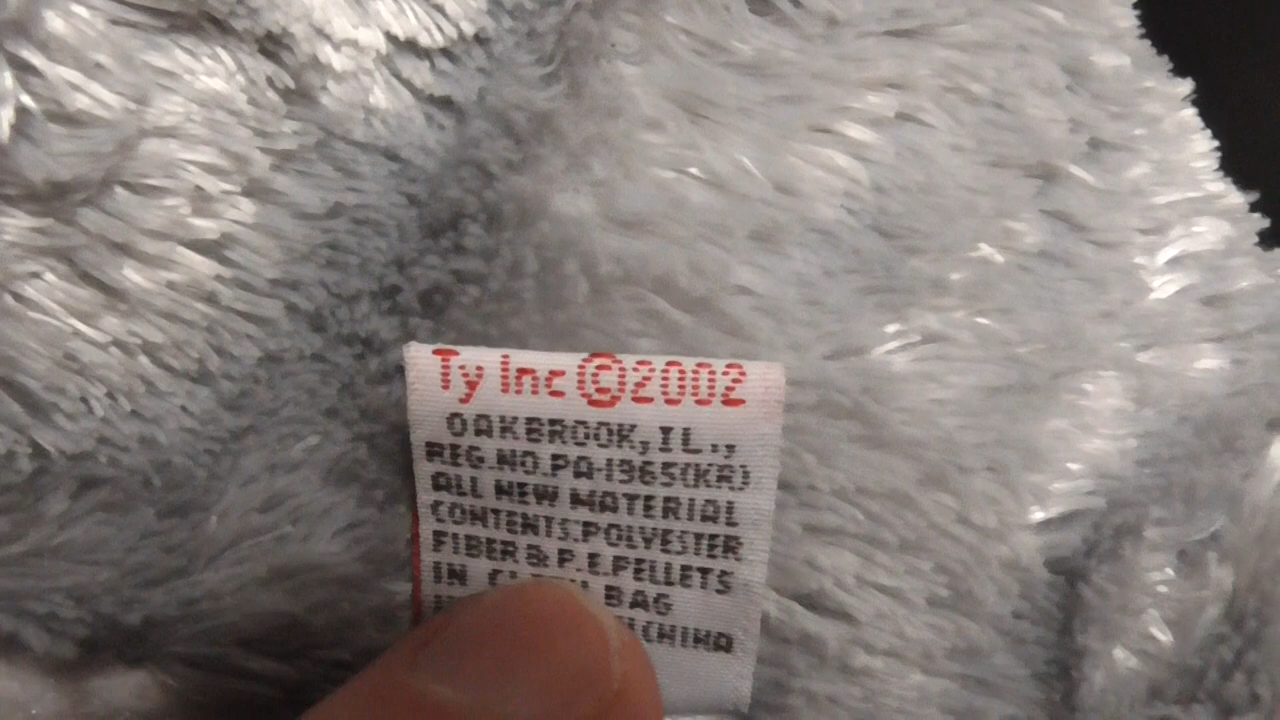 Ty Inc ©2002
OAKBROOK, IL.,
REG.NO.PA-1965(KR)
ALL NEW MATERIAL
CONTENTS:POLYESTER
FIBER & P.E.PELLETS
IN BAG
CHINA